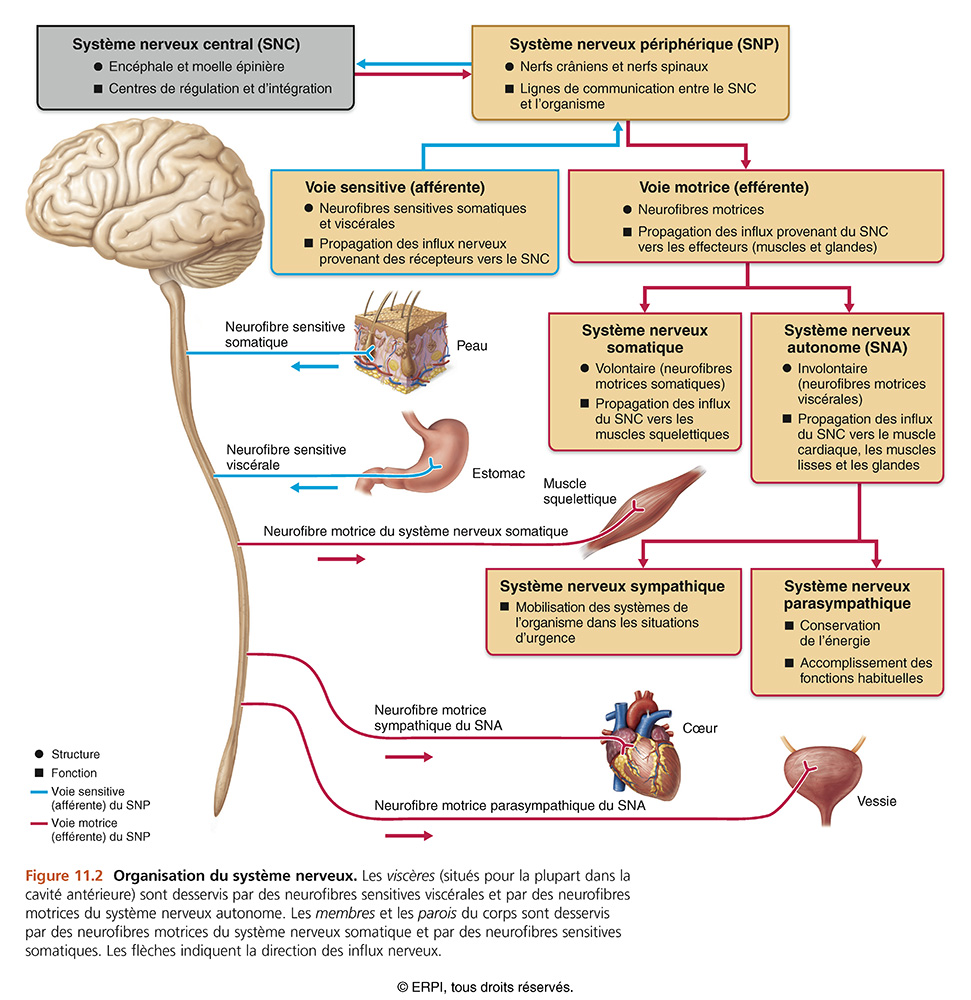 Système nerveux central (SNC)
● Encéphale et moelle épinière
■ Centres de régulation et d'intégration
Système nerveux périphérique (SNP)
● Nerfs crâniens et nerfs spinaux
■ Lignes de communication entre le SNC
et l'organisme
Voie sensitive (afférente)
● Neurofibres sensitives somatiques
et viscérales
■ Propagation des influx nerveux
provenant des récepteurs vers le SNC
Voie motrice (efférente)
● Neurofibres motrices
■ Propagation des influx provenant du SNC
vers les effecteurs (muscles et glandes)
Système nerveux
somatique
● Volontaire (neurofibres
motrices somatiques)
■ Propagation des influx
du SNC vers les
muscles squelettiques
Système nerveux
autonome (SNA)
● Involontaire
(neurofibres motrices
viscérales)
■ Propagation des influx
du SNC vers le muscle
cardiaque, les muscles
lisses et les glandes
Neurofibre sensitive
somatique
Peau
Neurofibre sensitive
viscérale
Estomac
Muscle
squelettique
Neurofibre motrice du système nerveux somatique
Système nerveux sympathique
■ Mobilisation des systèmes de
l'organisme dans les situations
d'urgence
Système nerveux
parasympathique
■ Conservation
de l'énergie
■ Accomplissement des
fonctions habituelles
Neurofibre motrice
sympathique du SNA
Cœur
Neurofibre motrice parasympathique du SNA
Vessie
● Structure
■ Fonction
Voie sensitive
(afférente) du SNP
Voie motrice
(efférente) du SNP
Figure 11.2 Organisation du système nerveux. Les viscères (situés pour la plupart dans la
cavité antérieure) sont desservis par des neurofibres sensitives viscérales et par des neurofibres
motrices du système nerveux autonome. Les membres et les parois du corps sont desservis
par des neurofibres motrices du système nerveux somatique et par des neurofibres sensitives
somatiques. Les flèches indiquent la direction des influx nerveux.
© ERPI, tous droits réservés.